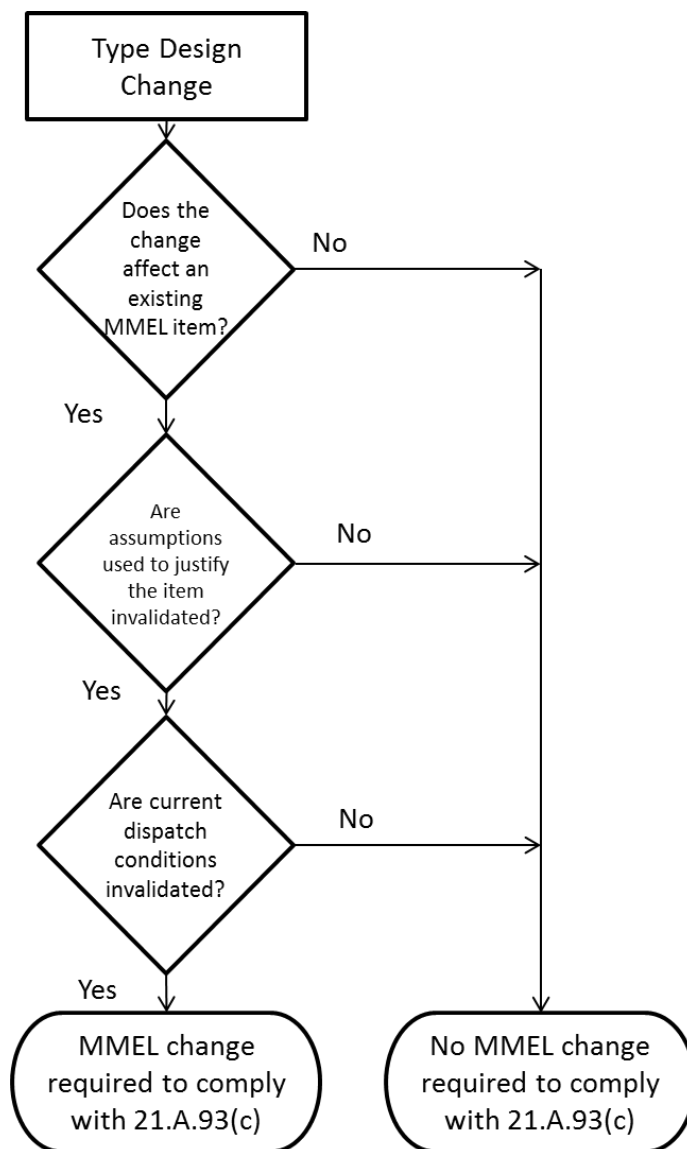 Type Design
Change
Does the
change
affect an
existing
MMEL item?
No
Yes
Are
assumptions
used to justify
the item
invalidated?
No
Yes
Are current
dispatch
conditions
invalidated?
No
Yes
MMEL change
required to comply
with 21.A.93(c)
No MMEL change
required to comply
with 21.A.93(c)